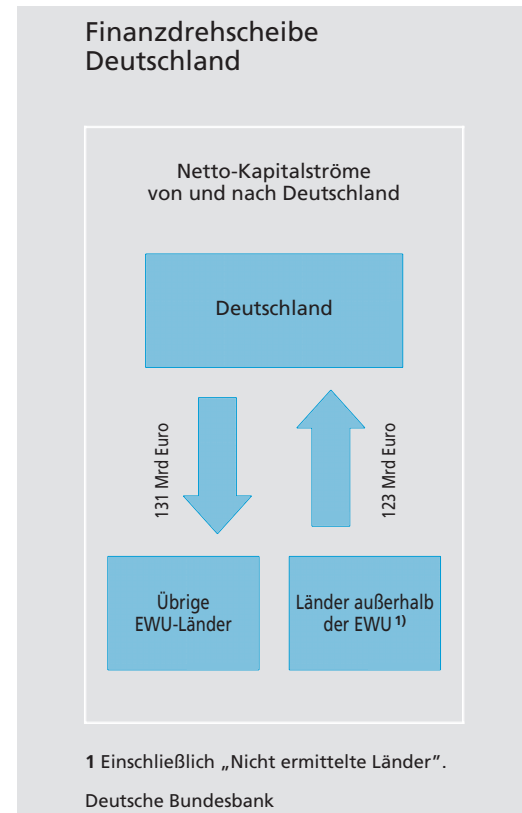 Finanzdrehscheibe
Deutschland
Netto-Kapitalströme
von und nach Deutschland
Deutschland
131 Mrd Euro
123 Mrd Euro
Übrige
EWU-Länder
Länder außerhalb
der EWU 1)
1 Einschließlich „Nicht ermittelte Länder”.
Deutsche Bundesbank